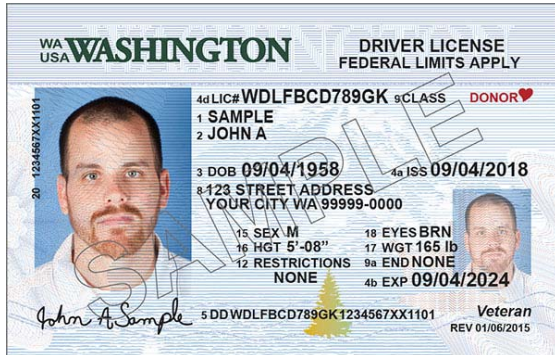 WA USA WASHINGTON
DRIVER LICENSE
FEDERAL LIMITS APPLY
4d LIC# WDLFBCD789GK 9 CLASS DONOR
1 SAMPLE
2 JOHN A
20 1234567XX1101
3 DOB 09/04/1958 4a ISS 09/04/2018
8 123 STREET ADDRESS
YOUR CITY WA 99999-0000
15 SEX M 18 EYES BRN
16 HGT 5'-08" 17 WGT 165 lb
12 RESTRICTIONS 9a END NONE
NONE
4b EXP 09/04/2024
John A Sample
5 DD WDLFBCD789GK1234567XX1101
Veteran
REV 01/06/2015
SAMPLE